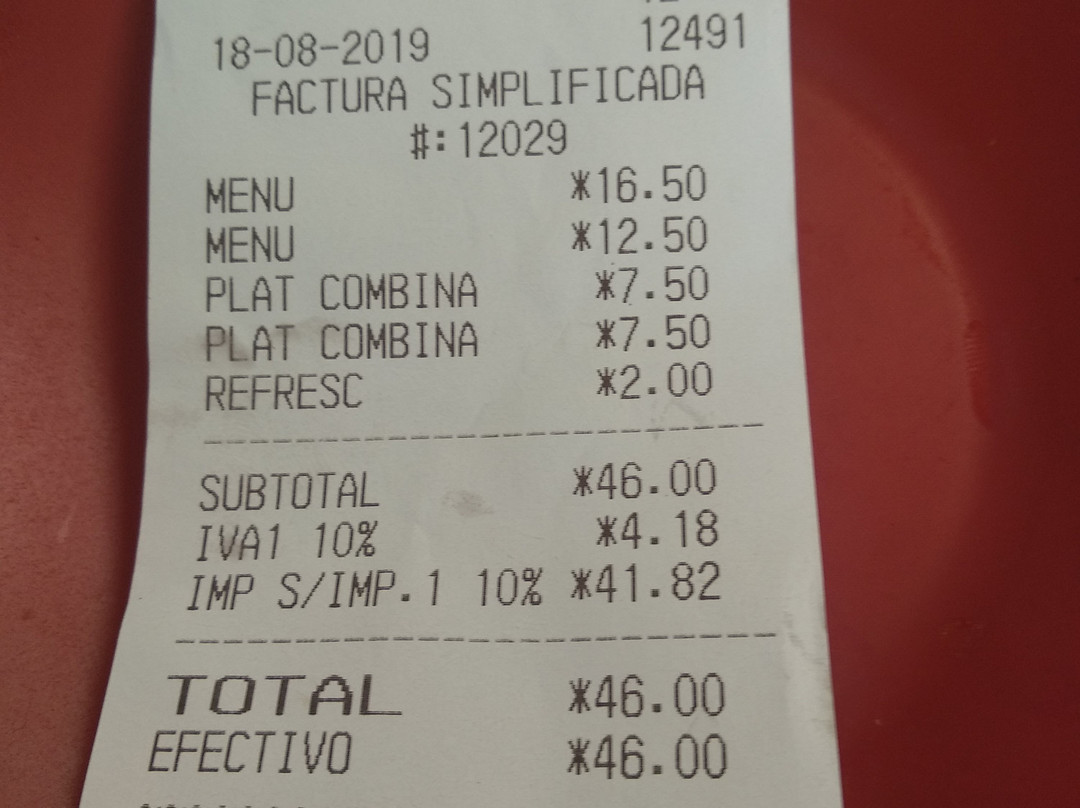 18-08-2019 12491
FACTURA SIMPLIFICADA
#:12029
MENU *16.50
MENU *12.50
PLAT COMBINA *7.50
PLAT COMBINA *7.50
REFRESC *2.00
SUBTOTAL *46.00
IVA1 10% *4.18
IMP S/IMP.1 10% *41.82
TOTAL *46.00
EFECTIVO *46.00